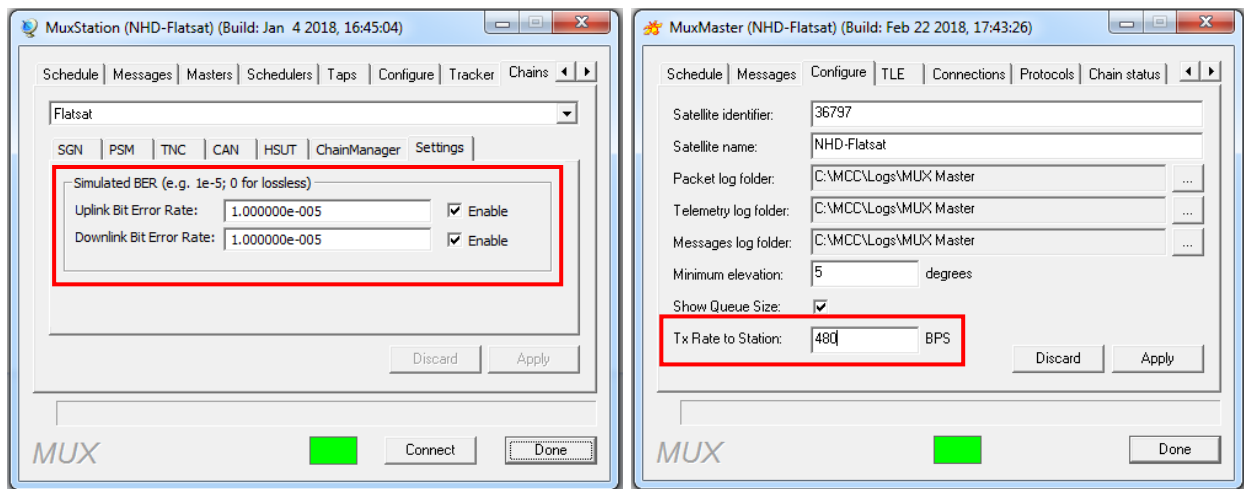 MuxStation (NHD-Flatsat) (Build: Jan 4 2018, 16:45:04)
Schedule Messages Masters Schedulers Taps Configure Tracker Chains
Flatsat
SGN PSM TNC CAN HSUT ChainManager Settings
Simulated BER (e.g. 1e-5; 0 for lossless)
Uplink Bit Error Rate: 1.000000e-005 Enable
Downlink Bit Error Rate: 1.000000e-005 Enable
Discard Apply
MUX Connect Done
MuxMaster (NHD-Flatsat) (Build: Feb 22 2018, 17:43:26)
Schedule Messages Configure TLE Connections Protocols Chain status
Satellite identifier: 36797
Satellite name: NHD-Flatsat
Packet log folder: C:\MCC\Logs\MUX Master ...
Telemetry log folder: C:\MCC\Logs\MUX Master ...
Messages log folder: C:\MCC\Logs\MUX Master ...
Minimum elevation: 5 degrees
Show Queue Size:
Tx Rate to Station: 480 BPS
Discard Apply
MUX Done